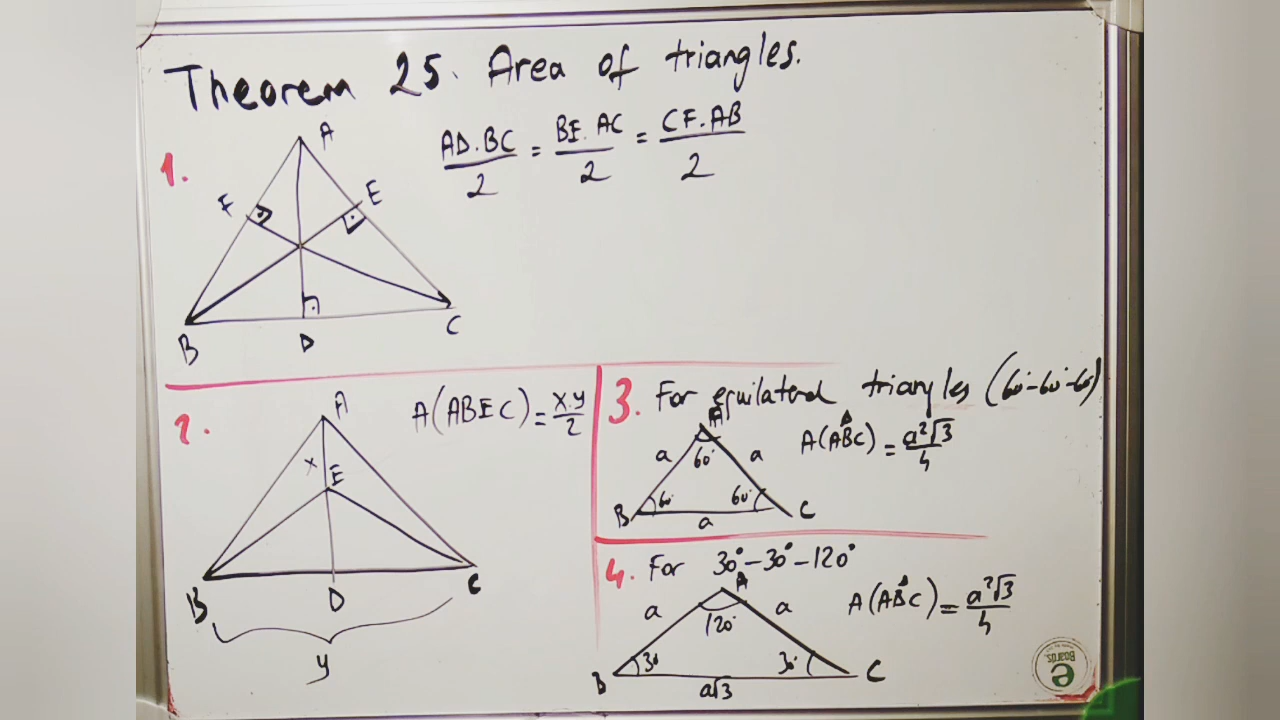 Theorem 25. Area of triangles.
1.
A
F
E
B
D
C
AD.BC/2 = BE.AC/2 = CF.AB/2
2.
A
x
E
B
D
C
y
A(ABEC) = x.y/2
3. For equilateral triangles (60°-60°-60°)
A
a
60°
a
B
60°
60°
C
a
A(ABC) = a²√3/4
4. For 30°-30°-120°
A
a
120°
a
B
30
30°
C
a√3
A(ABC) = a²√3/4
e
Boards